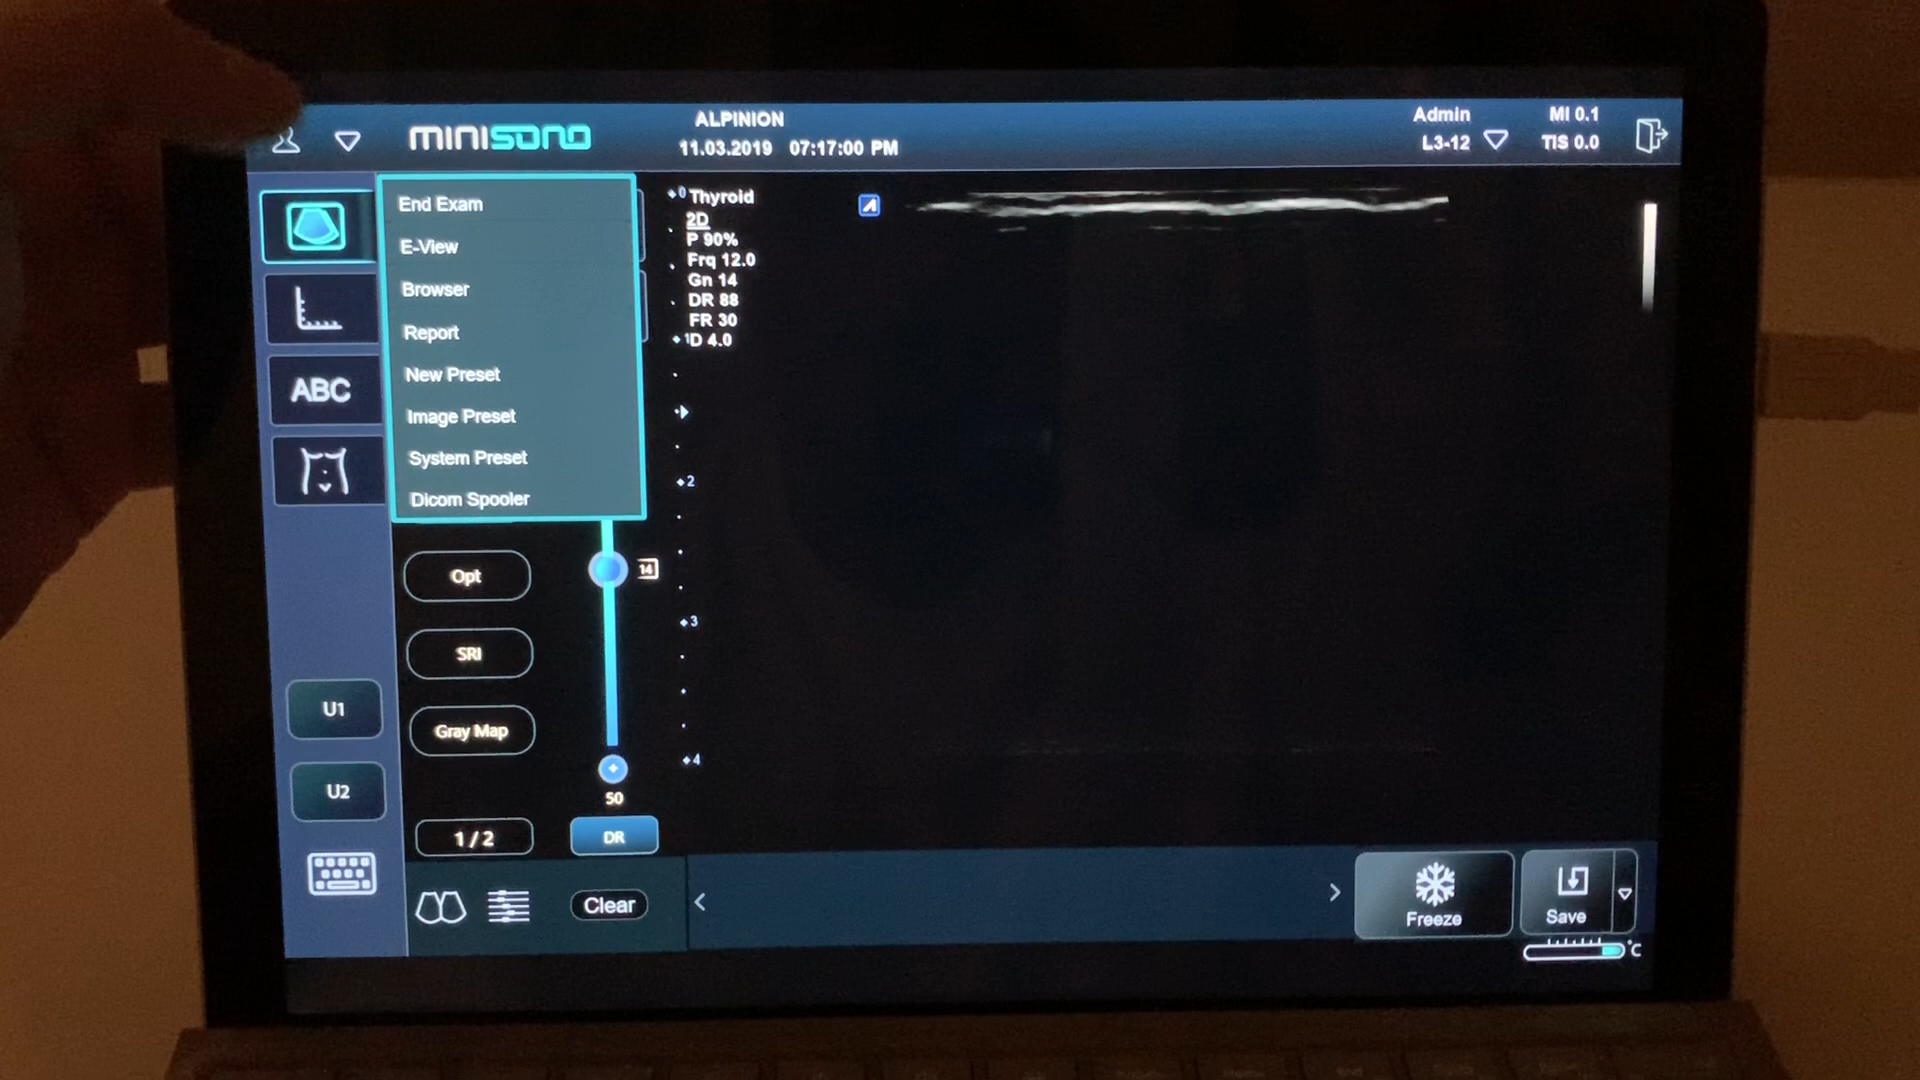 MINISONO
ALPINION
11.03.2019 07:17:00 PM
Admin
L3-12
MI 0.1
TIS 0.0
End Exam
E-View
Browser
Report
New Preset
Image Preset
System Preset
Dicom Spooler
ABC
Opt
SRI
Gray Map
1 / 2
U1
U2
14
50
DR
Clear
0
Thyroid
2D
P 90%
Frq 12.0
Gn 14
DR 88
FR 30
1
D 4.0
2
3
4
Freeze
Save
°C